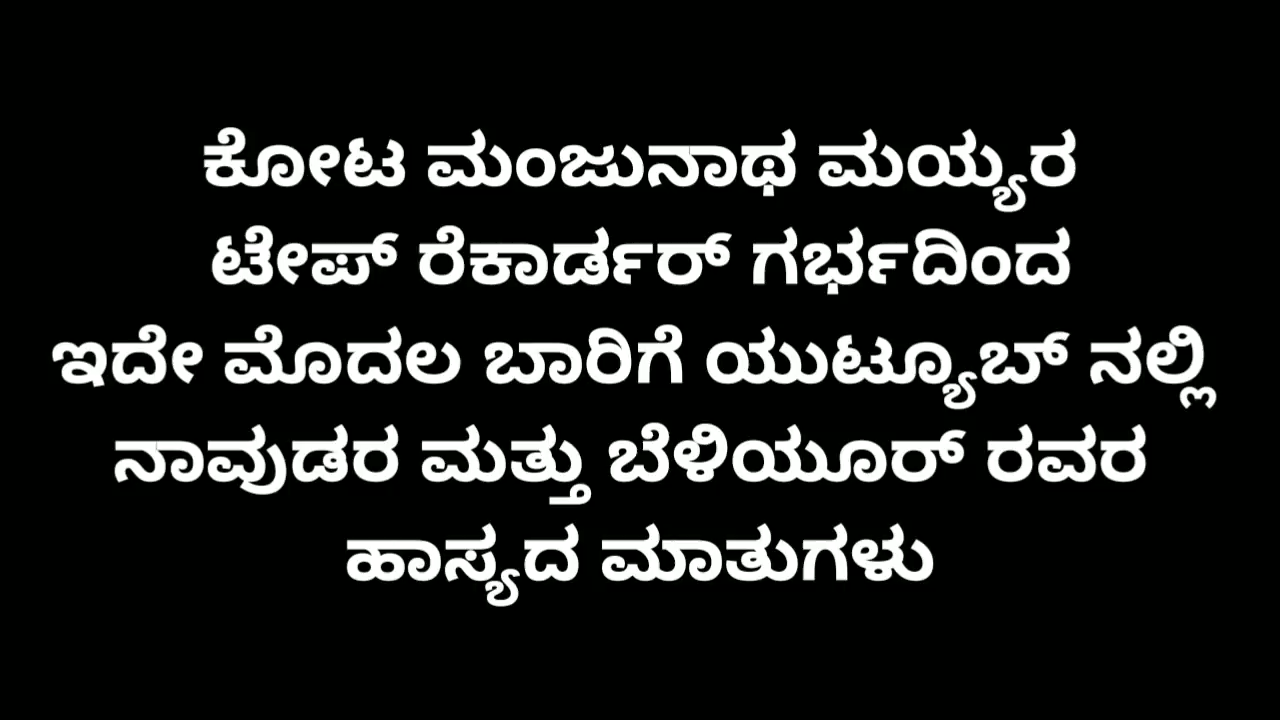 ಕೋಟ ಮಂಜುನಾಥ ಮಯ್ಯರ
ಟೇಪ್ ರೆಕಾರ್ಡರ್ ಗರ್ಭದಿಂದ
ಇದೇ ಮೊದಲ ಬಾರಿಗೆ ಯುಟ್ಯೂಬ್ ನಲ್ಲಿ
ನಾವುಡರ ಮತ್ತು ಬೆಳಿಯೂರ್ ರವರ
ಹಾಸ್ಯದ ಮಾತುಗಳು